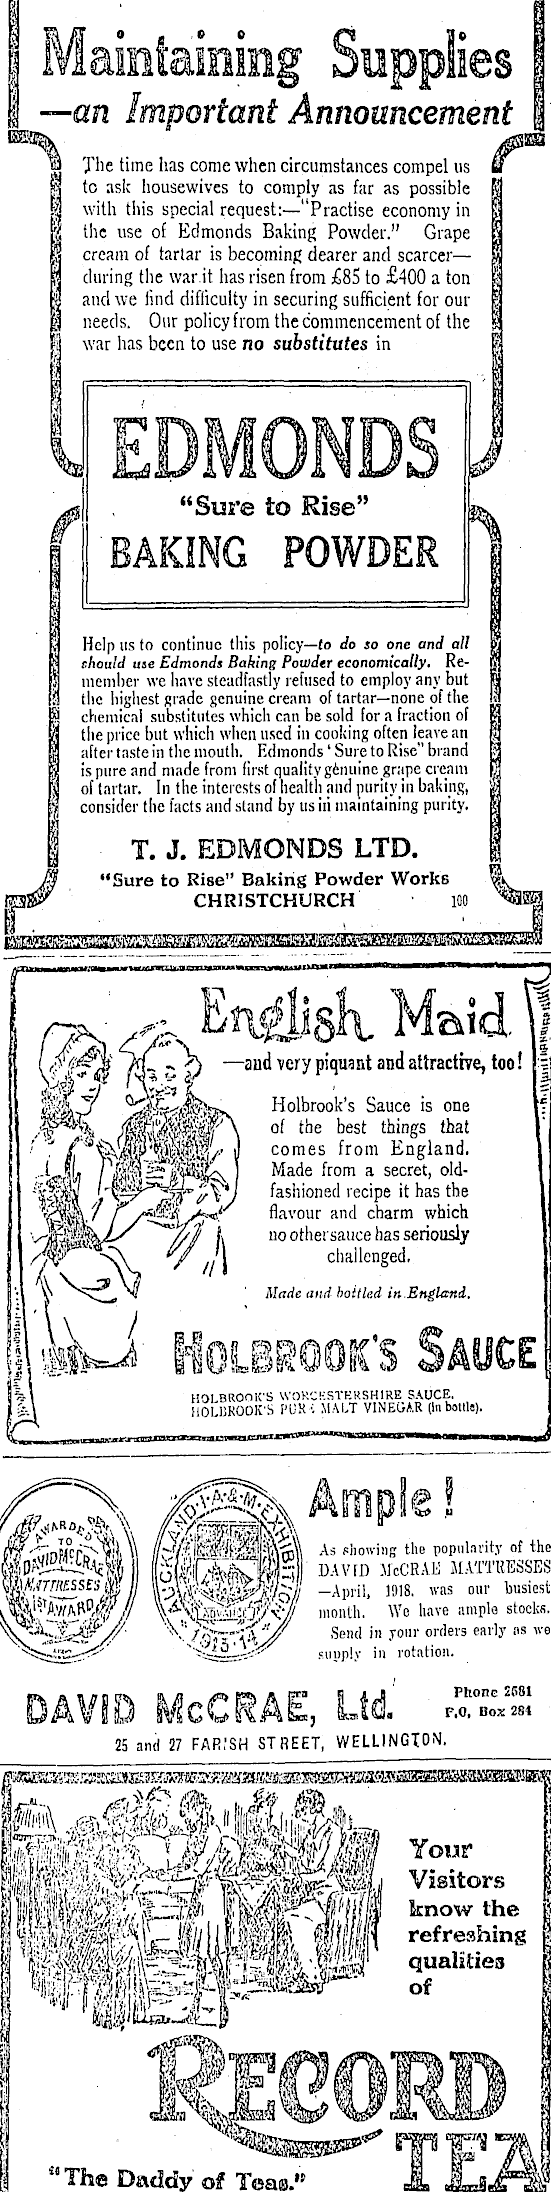 Maintaining Supplies
—an Important Announcement
The time has come when circumstances compel us
to ask housewives to comply as far as possible
with this special request:—"Practise economy in
the use of Edmonds Baking Powder." Grape
cream of tartar is becoming dearer and scarcer—
during the war it has risen from £85 to £400 a ton
and we find difficulty in securing sufficient for our
needs. Our policy from the commencement of the
war has been to use no substitutes in
EDMONDS
"Sure to Rise"
BAKING POWDER
Help us to continue this policy—to do so one and all
should use Edmonds Baking Powder economically. Re-
member we have steadfastly refused to employ any but
the highest grade genuine cream of tartar—none of the
chemical substitutes which can be sold for a fraction of
the price but which when used in cooking often leave an
after taste in the mouth. Edmonds 'Sure to Rise" brand
is pure and made from first quality genuine grape cream
of tartar. In the interests of health and purity in baking,
consider the facts and stand by us in maintaining purity.
T. J. EDMONDS LTD.
"Sure to Rise" Baking Powder Works
CHRISTCHURCH 100
English Maid
—and very piquant and attractive, too!
Holbrook's Sauce is one
of the best things that
comes from England.
Made from a secret, old-
fashioned recipe it has the
flavour and charm which
no other sauce has seriously
challenged.
Made and bottled in England.
HOLBROOK'S SAUCE
HOLBROOK'S WORCESTERSHIRE SAUCE.
HOLBROOK'S PURE MALT VINEGAR (in bottle).
AWARDED
TO
DAVID McCRAE
MATTRESSES
1st AWARD
AUCKLAND·I·A·&·M·EXHIBITION
ADVANCE
1913·14
Ample!
As showing the popularity of the
DAVID McCRAE MATTRESSES
—April, 1918. was our busiest
month. We have ample stocks.
Send in your orders early as we
supply in rotation.
DAVID McCRAE, Ltd.
Phone 2681
P.O. Box 284
25 and 27 FARISH STREET, WELLINGTON.
Your
Visitors
know the
refreshing
qualities
of
RECORD
TEA
"The Daddy of Teas."